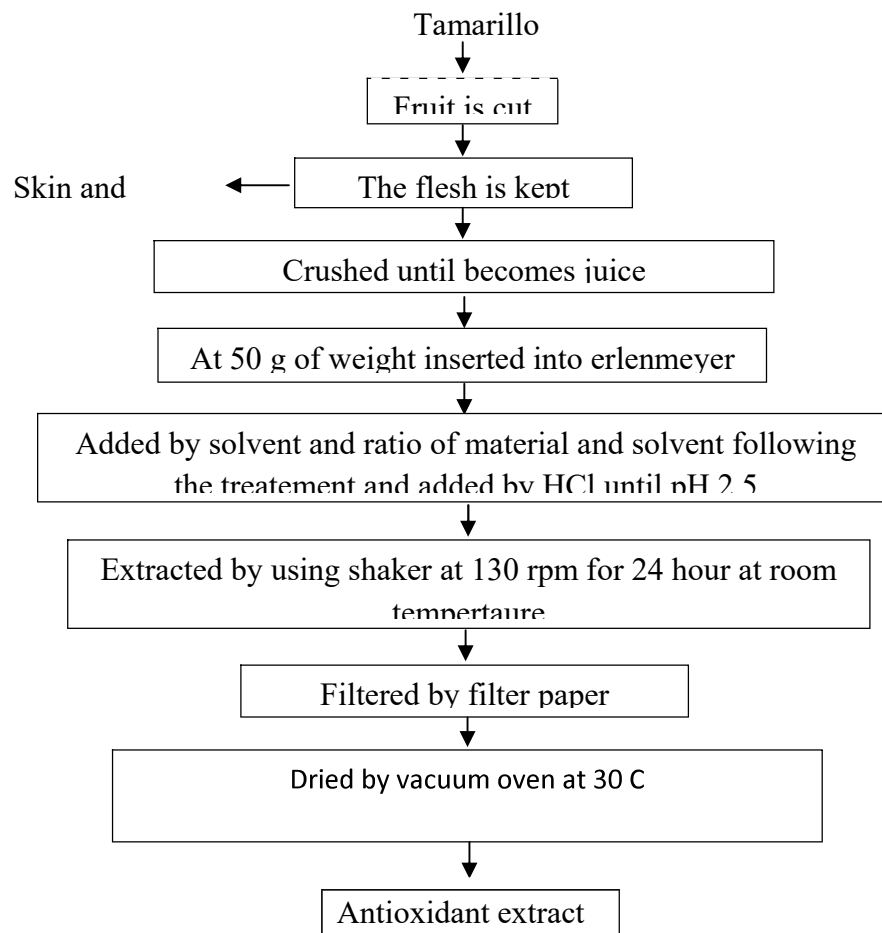 Tamarillo
Fruit is cut
Skin and
The flesh is kept
Crushed until becomes juice
At 50 g of weight inserted into erlenmeyer
Added by solvent and ratio of material and solvent following
the treatement and added by HCl until pH 2.5
Extracted by using shaker at 130 rpm for 24 hour at room
tempertaure
Filtered by filter paper
Dried by vacuum oven at 30 C
Antioxidant extract